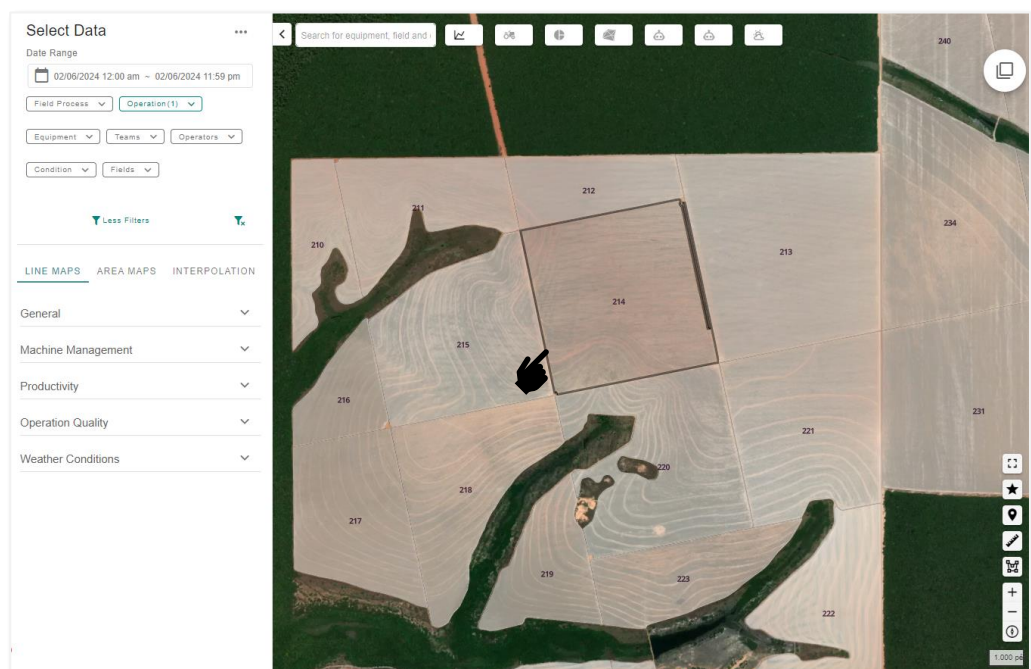 Select Data
Date Range
02/06/2024 12:00 am ~ 02/06/2024 11:59 pm
Field Process
Operation(1)
Equipment
Teams
Operators
Condition
Fields
Less Filters
LINE MAPS
AREA MAPS
INTERPOLATION
General
Machine Management
Productivity
Operation Quality
Weather Conditions
Search for equipment, field and
240
212
211
234
210
213
214
215
216
231
221
220
218
217
219
223
222
1.000 pé